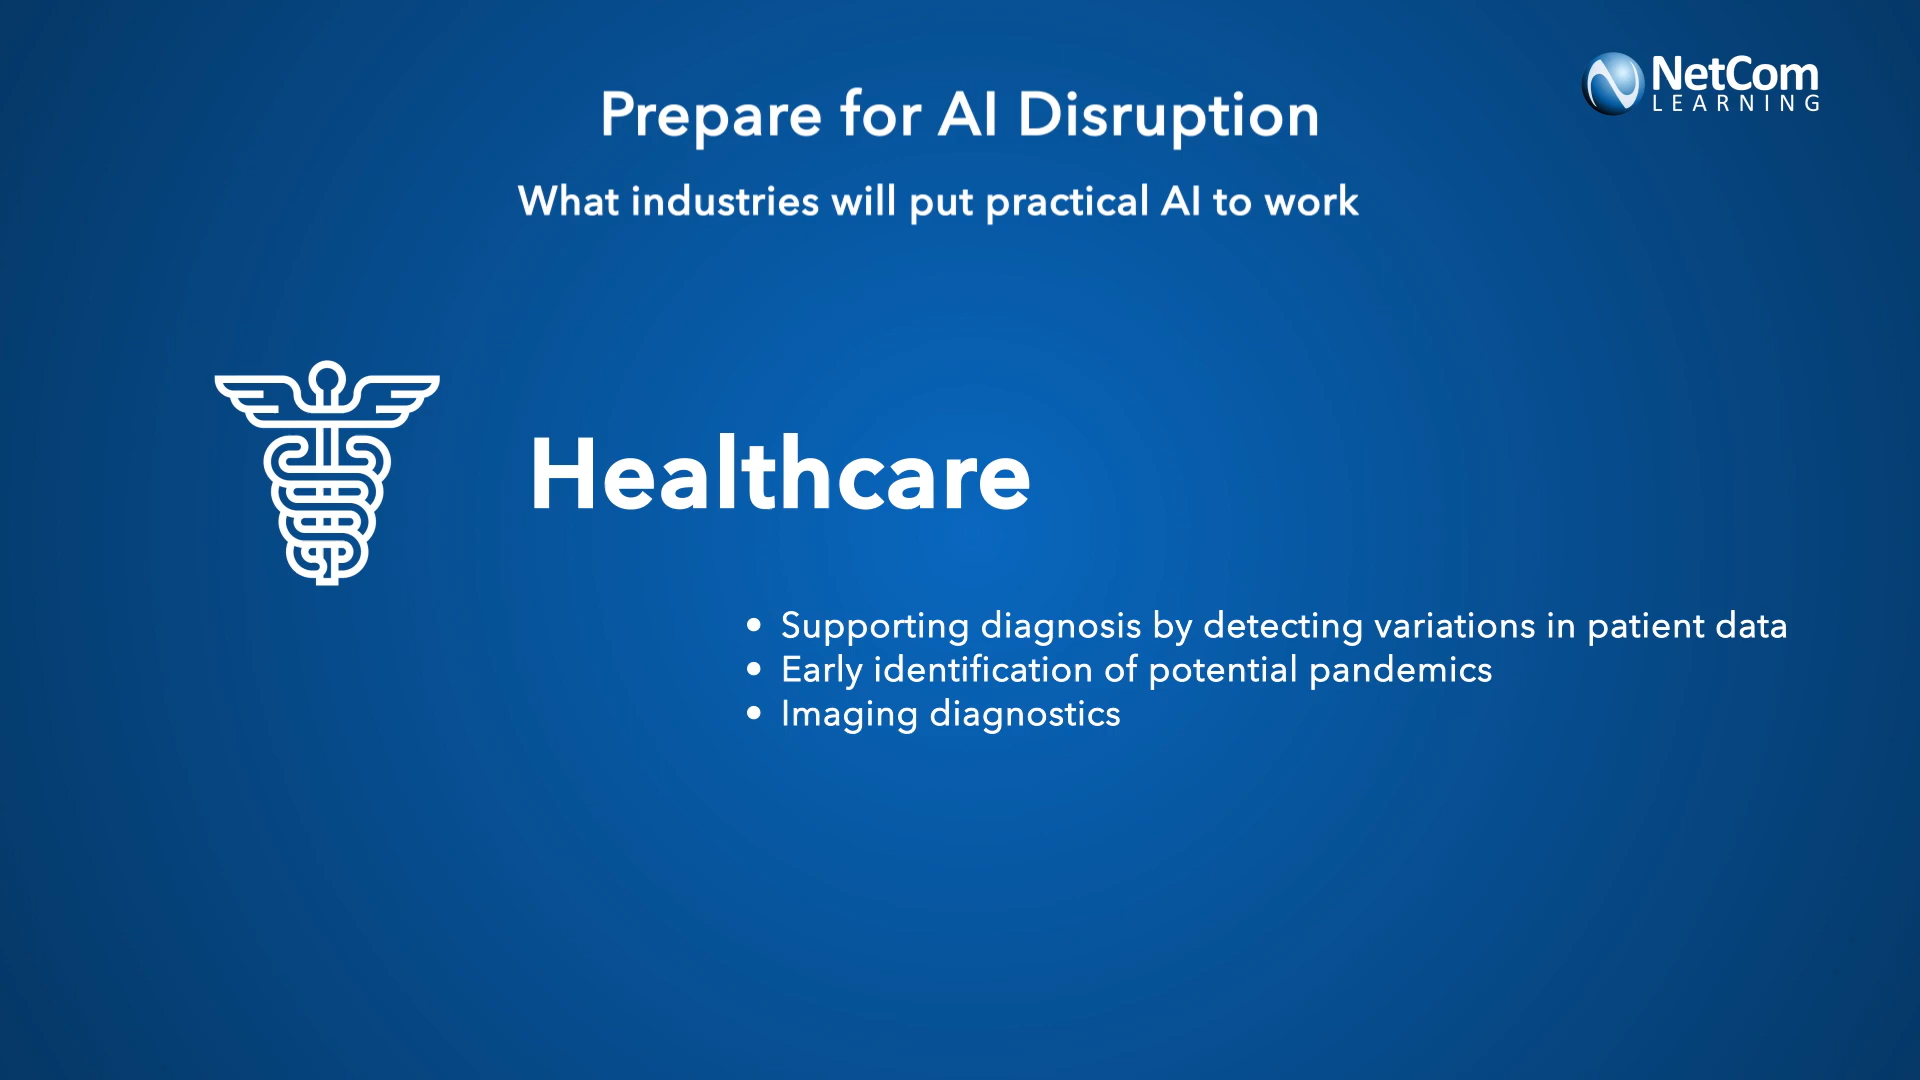 NetCom
LEARNING
Prepare for AI Disruption
What industries will put practical AI to work
Healthcare
• Supporting diagnosis by detecting variations in patient data
• Early identification of potential pandemics
• Imaging diagnostics